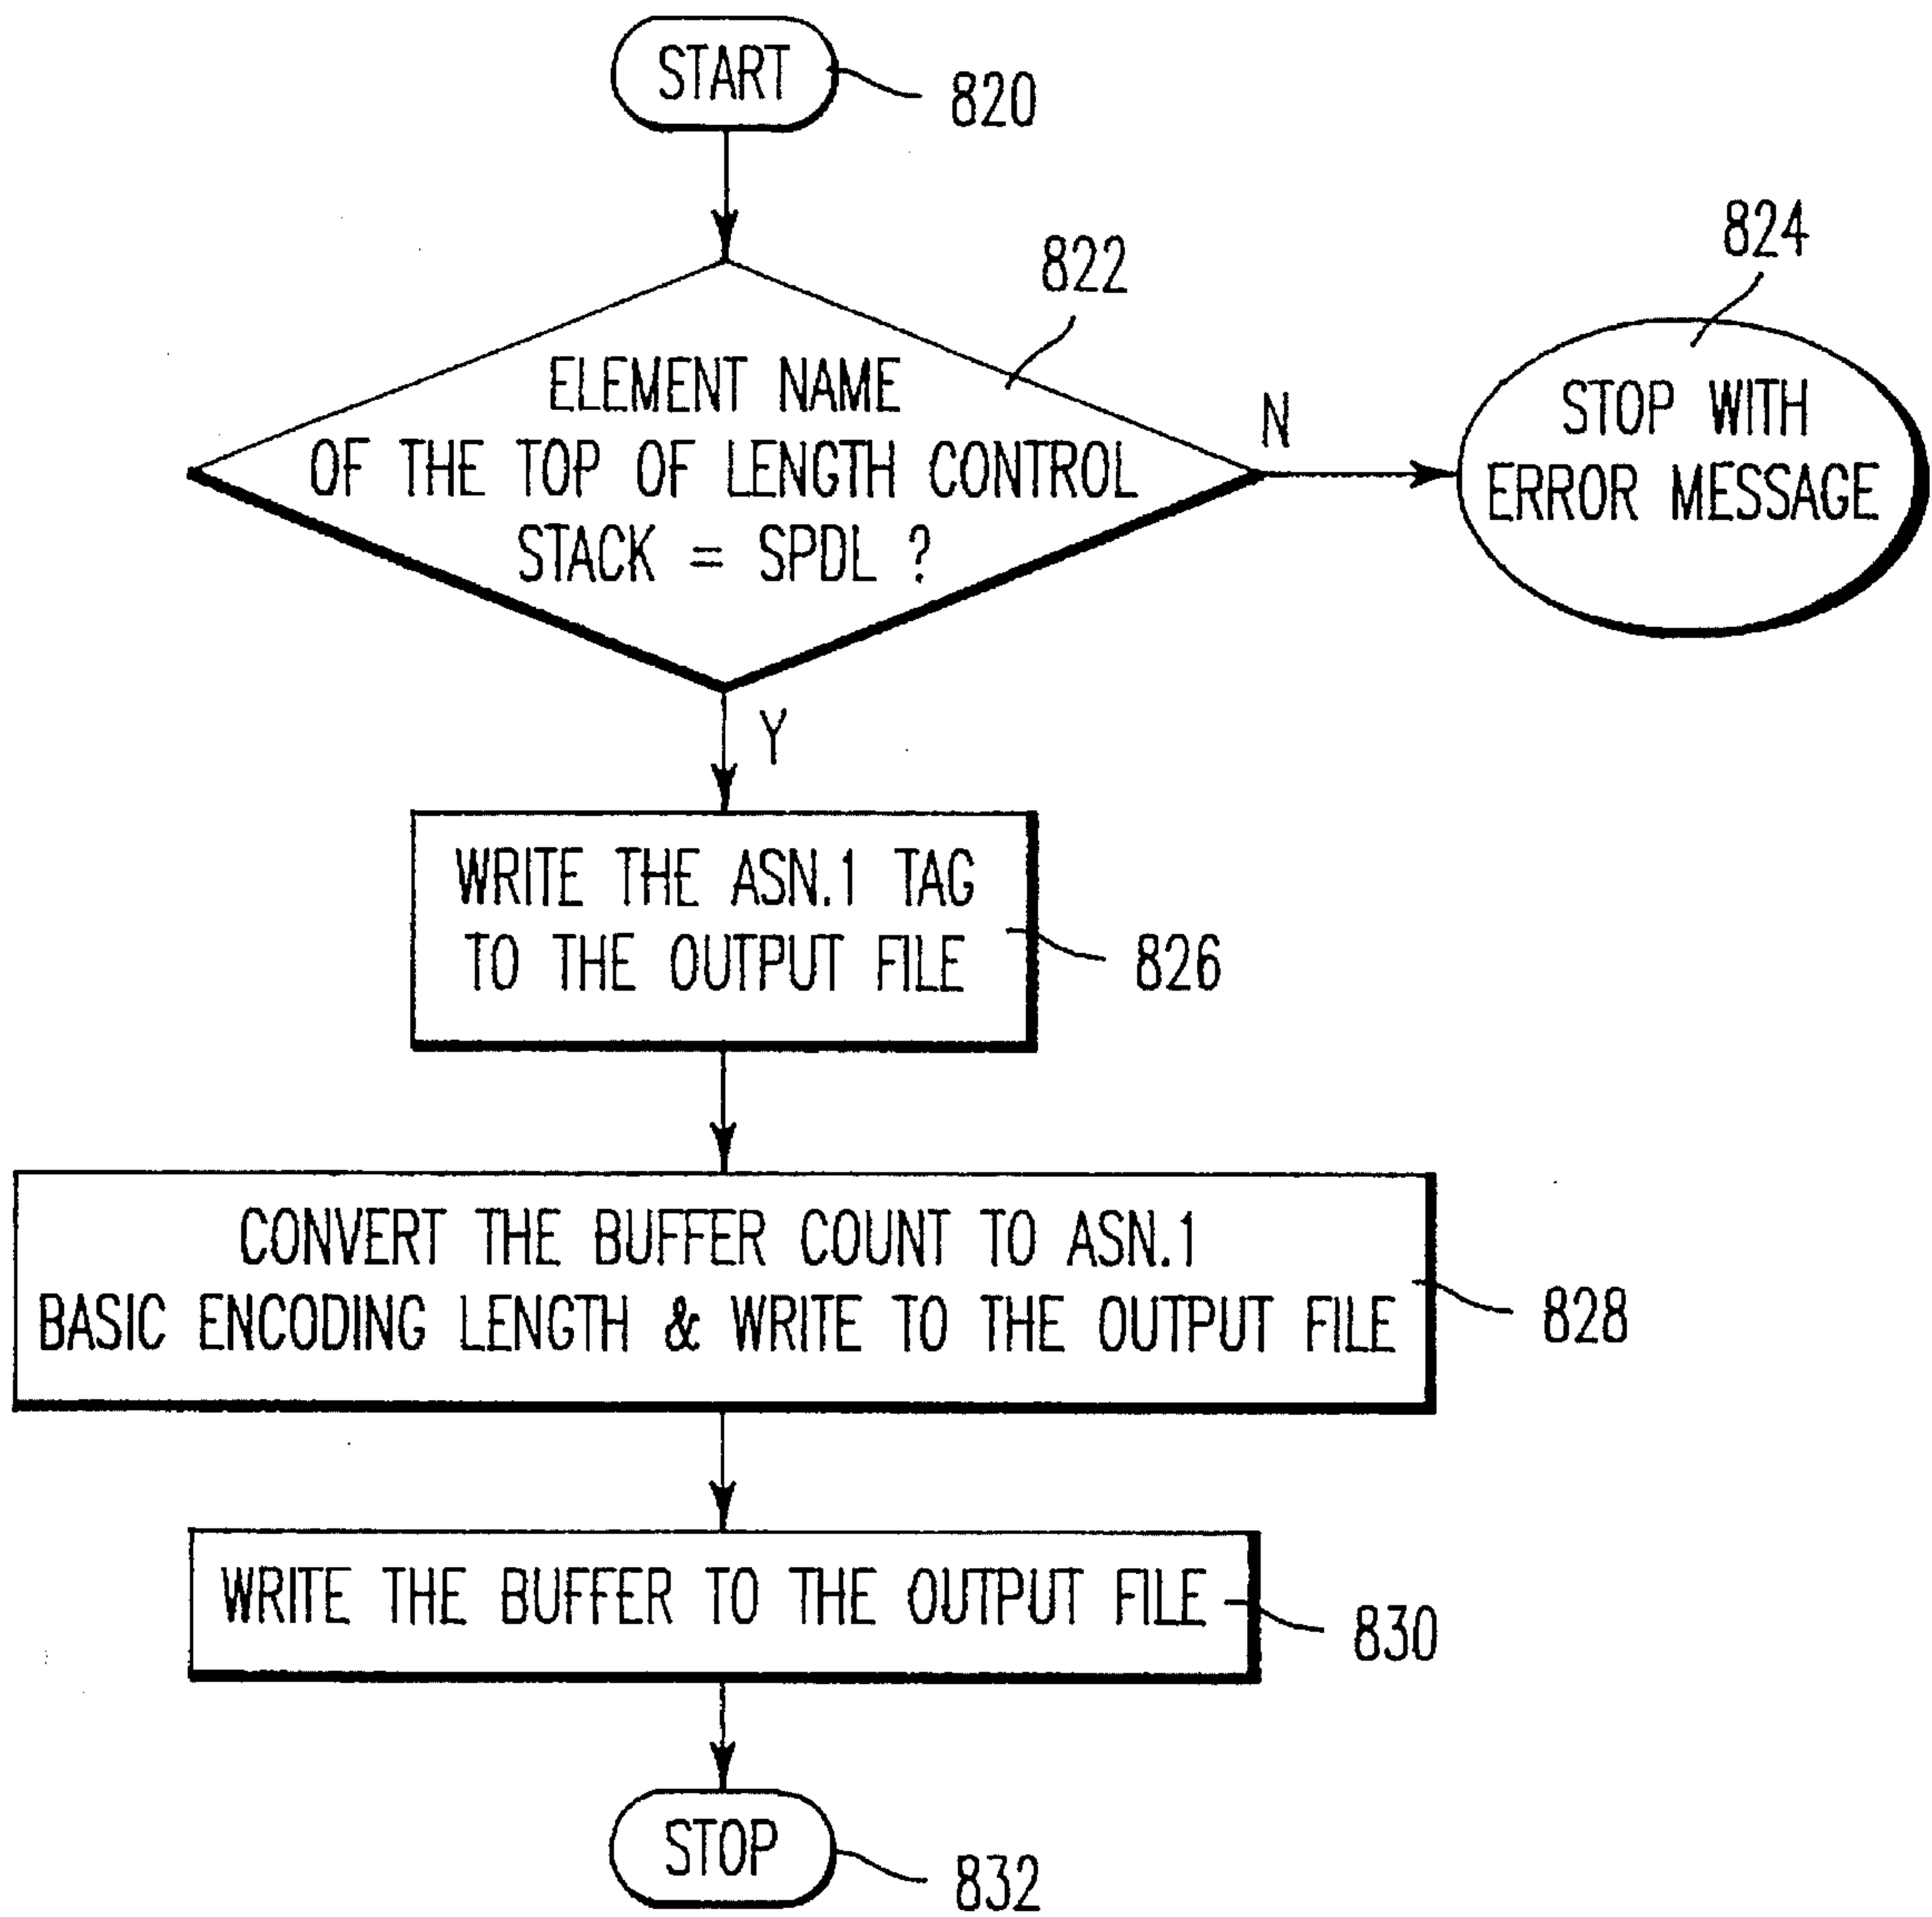 START
820
822
824
ELEMENT NAME
OF THE TOP OF LENGTH CONTROL
STACK = SPDL ?
N
STOP WITH
ERROR MESSAGE
Y
WRITE THE ASN.1 TAG
TO THE OUTPUT FILE
826
CONVERT THE BUFFER COUNT TO ASN.1
BASIC ENCODING LENGTH & WRITE TO THE OUTPUT FILE
828
WRITE THE BUFFER TO THE OUTPUT FILE
830
STOP
832